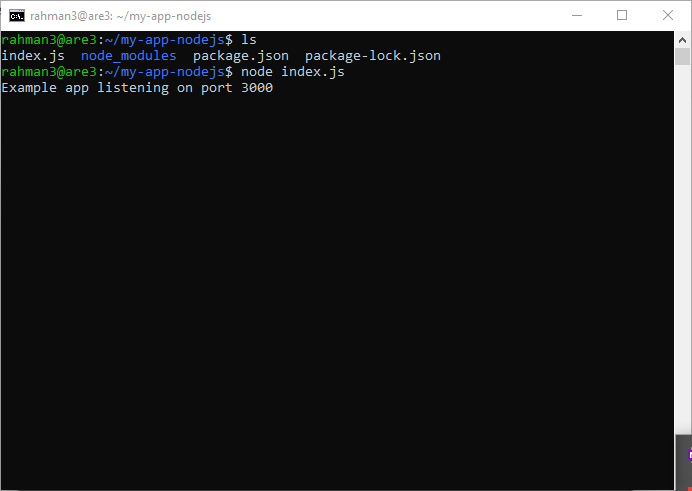 rahman3@are3: ~/my-app-nodejs
rahman3@are3:~/my-app-nodejs$ ls
index.js  node_modules  package.json  package-lock.json
rahman3@are3:~/my-app-nodejs$ node index.js
Example app listening on port 3000